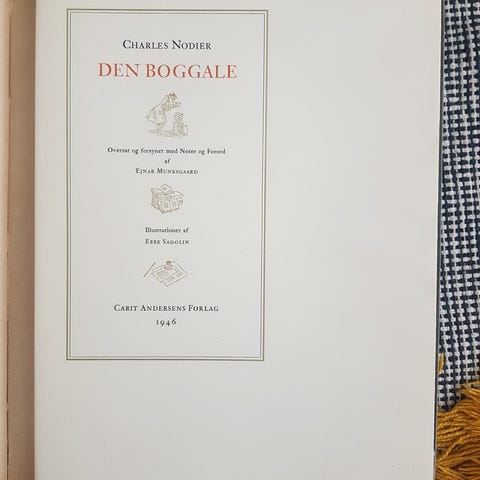 CHARLES NODIER
DEN BOGGALE
Oversat og forsynet med Noter og Forord
af
EJNAR MUNKSGAARD
Illustrationer af
EBBE SADOLIN
CARIT ANDERSENS FORLAG
1946